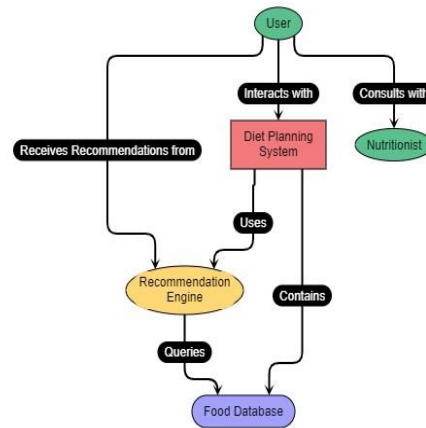 User
Interacts with
Consults with
Diet Planning
System
Nutritionist
Receives Recommendations from
Uses
Recommendation
Engine
Contains
Queries
Food Database